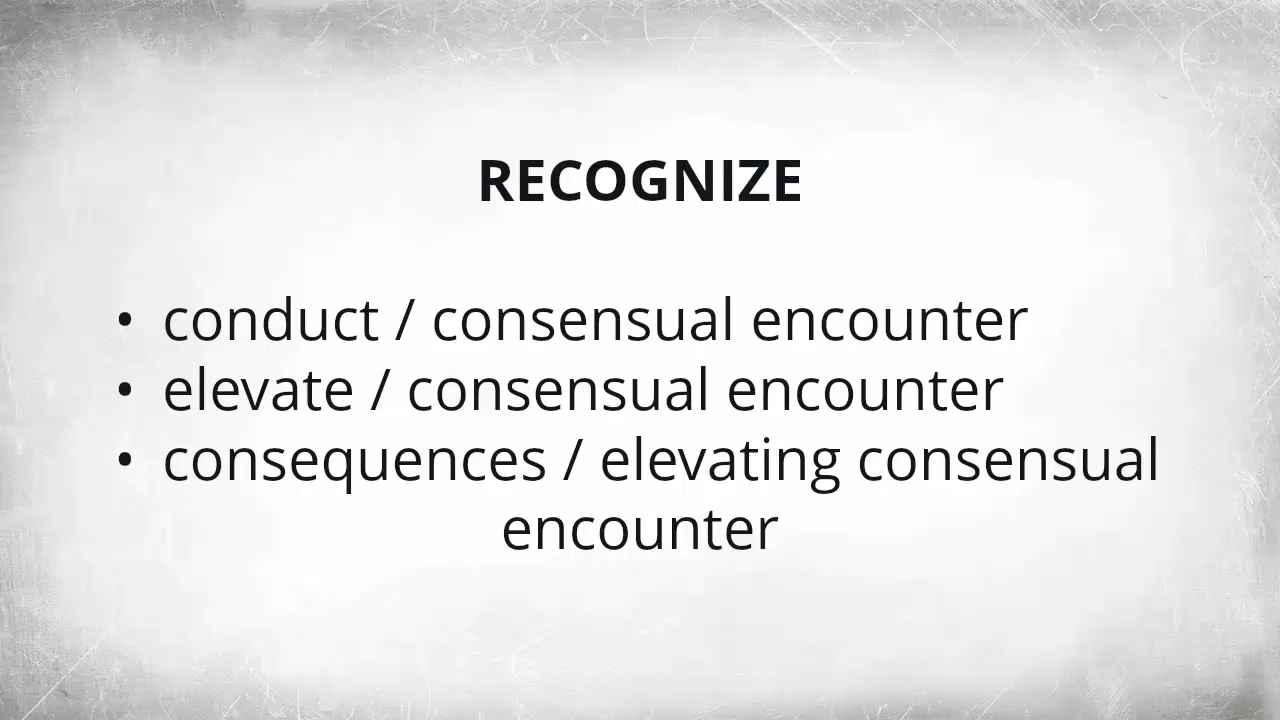 RECOGNIZE
• conduct / consensual encounter
• elevate / consensual encounter
• consequences / elevating consensual
encounter